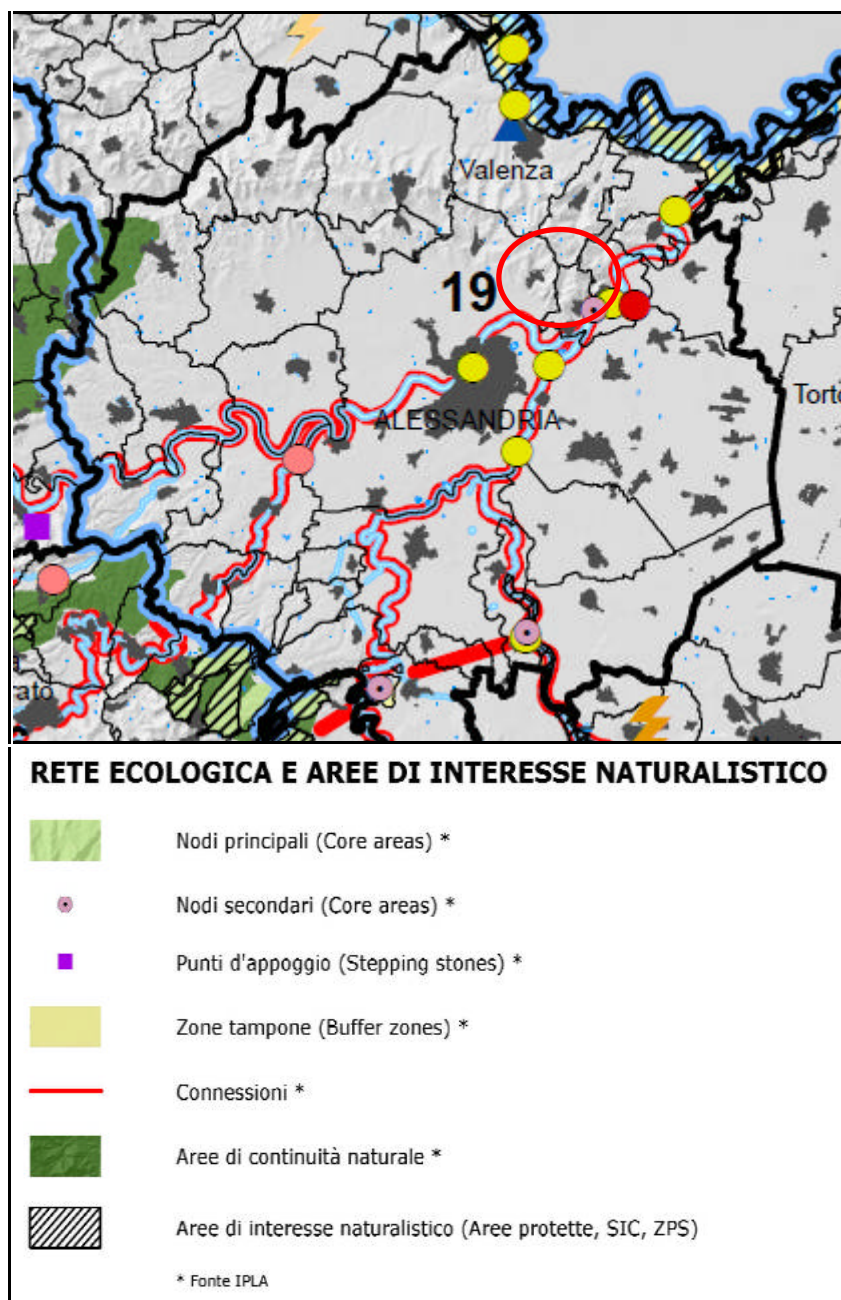 Valenza
19
ALESSANDRIA
Torto
a
rato
RETE ECOLOGICA E AREE DI INTERESSE NATURALISTICO
Nodi principali (Core areas) *
Nodi secondari (Core areas) *
Punti d'appoggio (Stepping stones) *
Zone tampone (Buffer zones) *
Connessioni *
Aree di continuità naturale *
Aree di interesse naturalistico (Aree protette, SIC, ZPS)
* Fonte IPLA